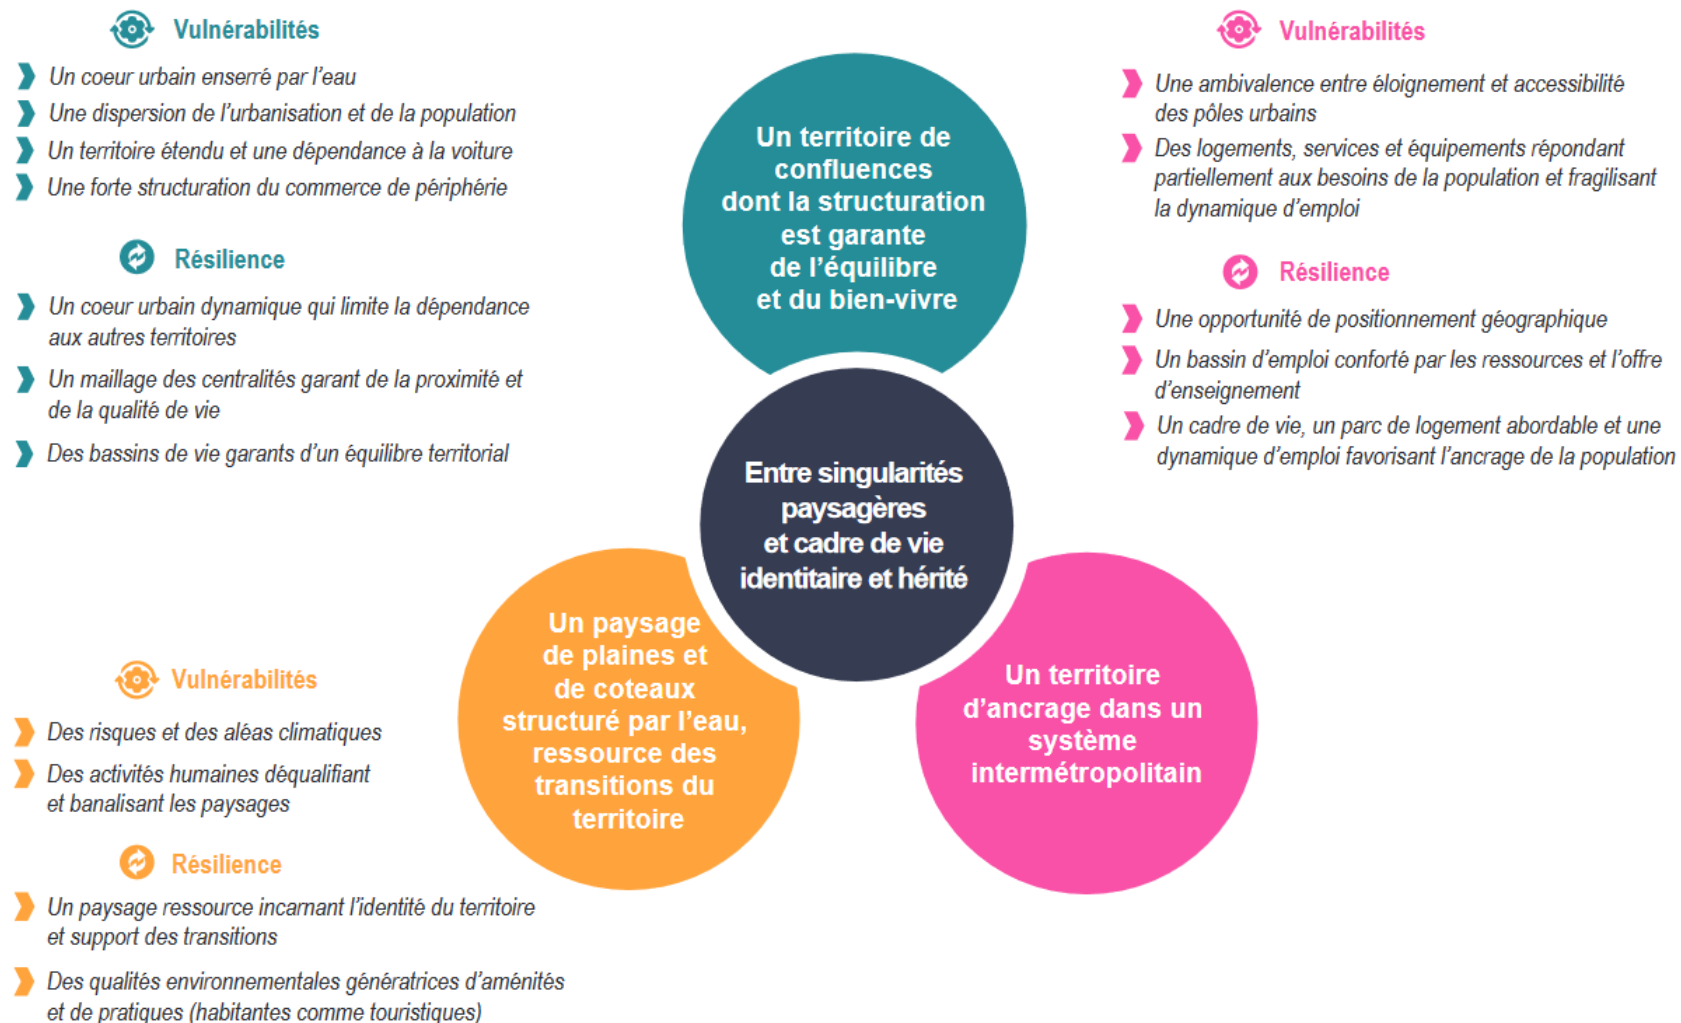 Vulnérabilités
Un coeur urbain enserré par l'eau
Une dispersion de l'urbanisation et de la population
Un territoire étendu et une dépendance à la voiture
Une forte structuration du commerce de périphérie
Résilience
Un coeur urbain dynamique qui limite la dépendance
aux autres territoires
Un maillage des centralités garant de la proximité et
de la qualité de vie
Des bassins de vie garants d'un équilibre territorial
Un territoire de
confluences
dont la structuration
est garante
de l'équilibre
et du bien-vivre
Vulnérabilités
Une ambivalence entre éloignement et accessibilité
des pôles urbains
Des logements, services et équipements répondant
partiellement aux besoins de la population et fragilisant
la dynamique d'emploi
Résilience
Une opportunité de positionnement géographique
Un bassin d'emploi conforté par les ressources et l'offre
d'enseignement
Un cadre de vie, un parc de logement abordable et une
dynamique d'emploi favorisant l'ancrage de la population
Entre singularités
paysagères
et cadre de vie
identitaire et hérité
Un paysage
de plaines et
de coteaux
structuré par l'eau,
ressource des
transitions du
territoire
Un territoire
d'ancrage dans un
système
intermétropolitain
Vulnérabilités
Des risques et des aléas climatiques
Des activités humaines déqualifiant
et banalisant les paysages
Résilience
Un paysage ressource incarnant l'identité du territoire
et support des transitions
Des qualités environnementales génératrices d'aménités
et de pratiques (habitantes comme touristiques)